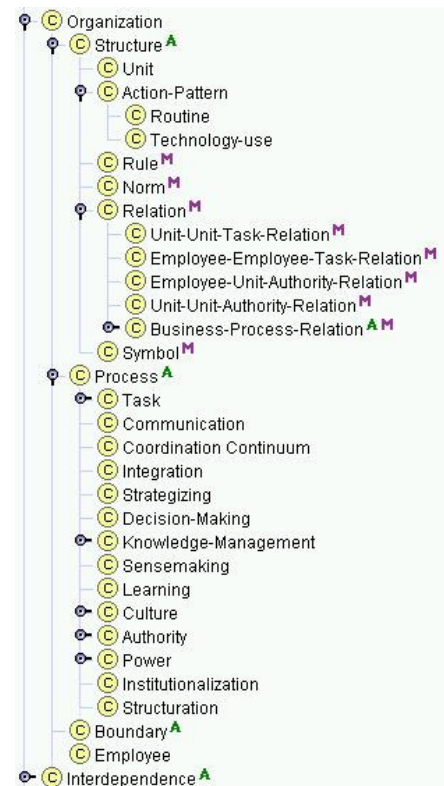 C Organization
C Structure A
C Unit
C Action-Pattern
C Routine
C Technology-use
C Rule M
C Norm M
C Relation M
C Unit-Unit-Task-Relation M
C Employee-Employee-Task-Relation M
C Employee-Unit-Authority-Relation M
C Unit-Unit-Authority-Relation M
C Business-Process-Relation A M
C Symbol M
C Process A
C Task
C Communication
C Coordination Continuum
C Integration
C Strategizing
C Decision-Making
C Knowledge-Management
C Sensemaking
C Learning
C Culture
C Authority
C Power
C Institutionalization
C Structuration
C Boundary A
C Employee
C Interdependence A